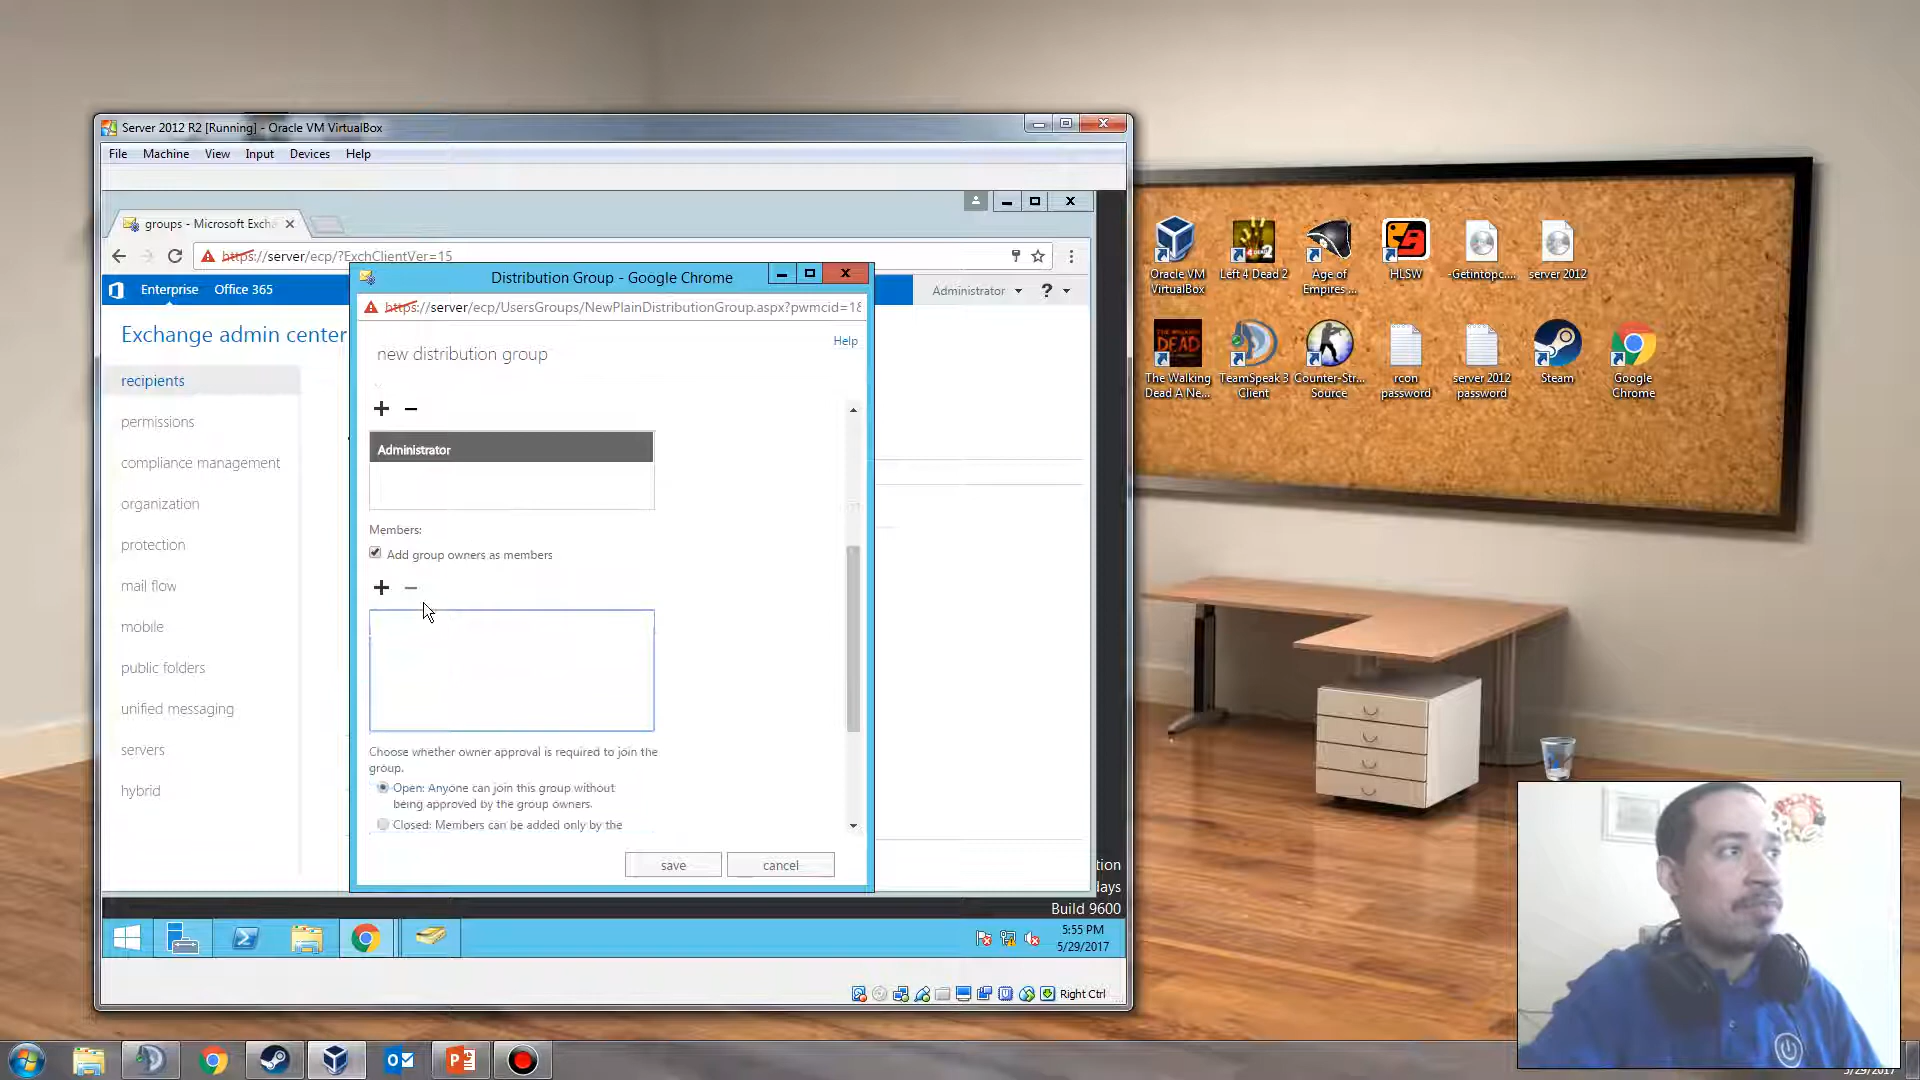 Server 2012 R2 [Running] - Oracle VM VirtualBox
File Machine View Input Devices Help
groups - Microsoft Excha
https://server/ecp/?ExchClientVer=15
Enterprise Office 365
Administrator ?
Exchange admin center
recipients
permissions
compliance management
organization
protection
mail flow
mobile
public folders
unified messaging
servers
hybrid
Distribution Group - Google Chrome
https://server/ecp/UsersGroups/NewPlainDistributionGroup.aspx?pwmcid=1&
Help
new distribution group
Administrator
Members:
Add group owners as members
Choose whether owner approval is required to join the
group.
Open: Anyone can join this group without
being approved by the group owners.
Closed: Members can be added only by the
save cancel
tion
days
Build 9600
5:55 PM
5/29/2017
Right Ctrl
Oracle VM
VirtualBox
Left 4 Dead 2
Age of
Empires ...
HLSW
-Getintopc....
server 2012
The Walking
Dead A Ne...
TeamSpeak 3
Client
Counter-Str...
Source
rcon
password
server 2012
password
Steam
Google
Chrome
5/29/2017